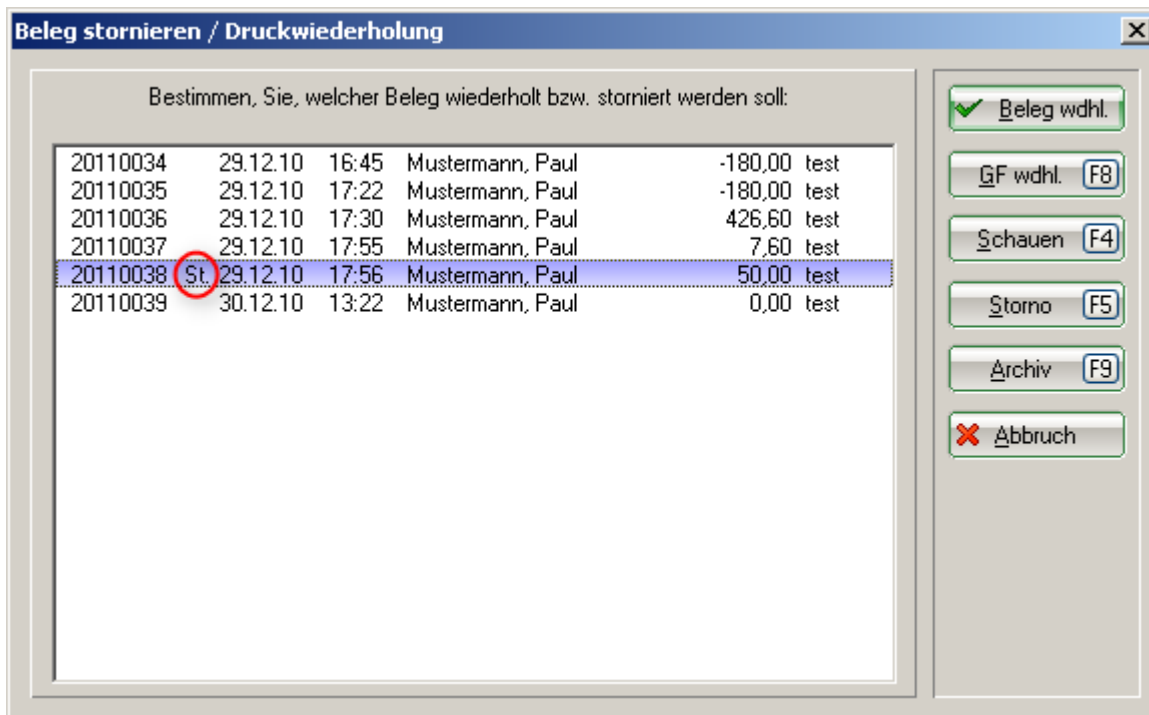 Beleg stornieren / Druckwiederholung
Bestimmen, Sie, welcher Beleg wiederholt bzw. storniert werden soll:
20110034 29.12.10 16:45 Mustermann, Paul -180,00 test
20110035 29.12.10 17:22 Mustermann, Paul -180,00 test
20110036 29.12.10 17:30 Mustermann, Paul 426,60 test
20110037 29.12.10 17:55 Mustermann, Paul 7,60 test
20110038 St. 29.12.10 17:56 Mustermann, Paul 50,00 test
20110039 30.12.10 13:22 Mustermann, Paul 0,00 test
Beleg wdhl.
GF wdhl. F8
Schauen F4
Storno F5
Archiv F9
Abbruch